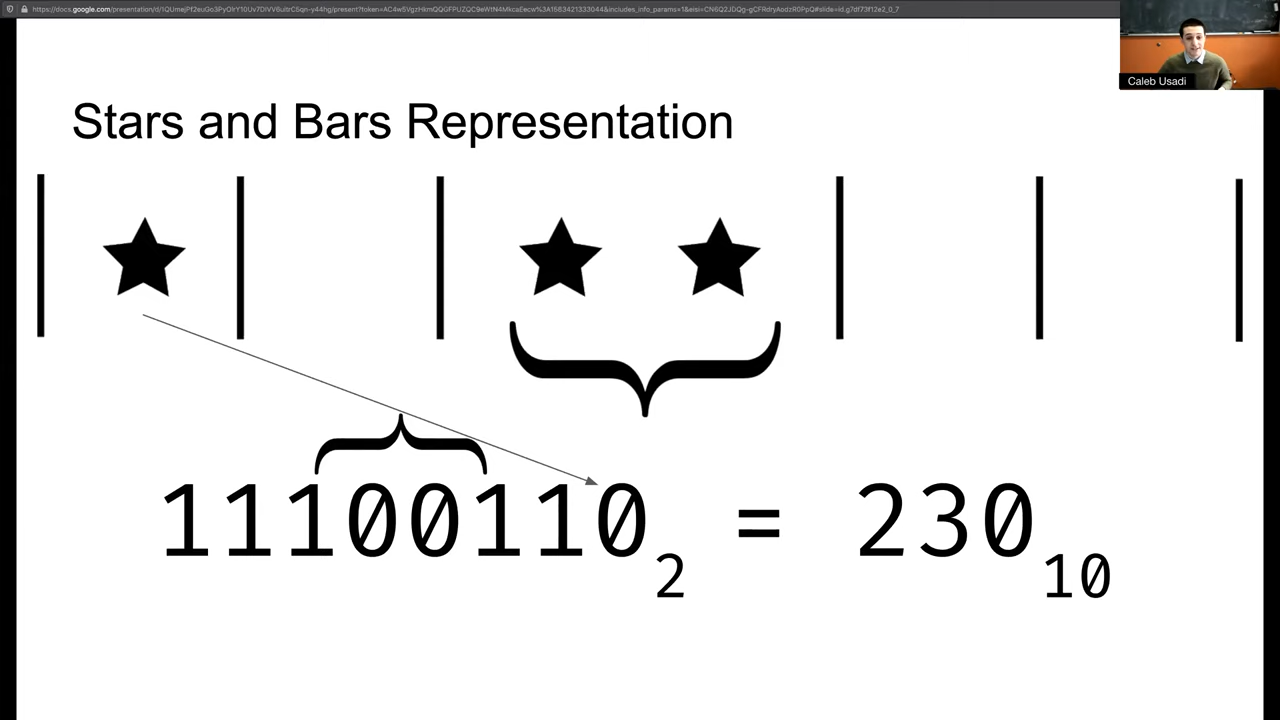 Caleb Usadi
Stars and Bars Representation
11100110₂ = 230₁₀